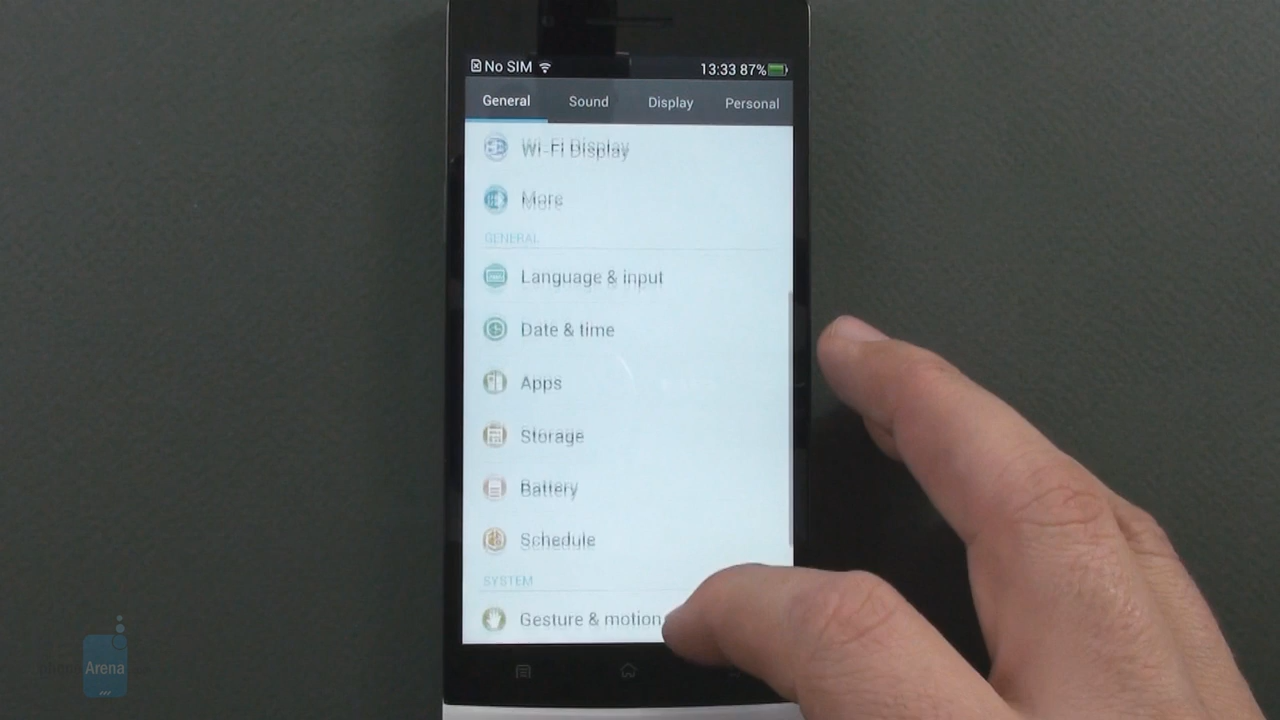 No SIM
13:33 87%
General Sound Display Personal
Wi-Fi Display
More
GENERAL
Language & input
Date & time
Apps
Storage
Battery
Schedule
SYSTEM
Gesture & motion
Arena